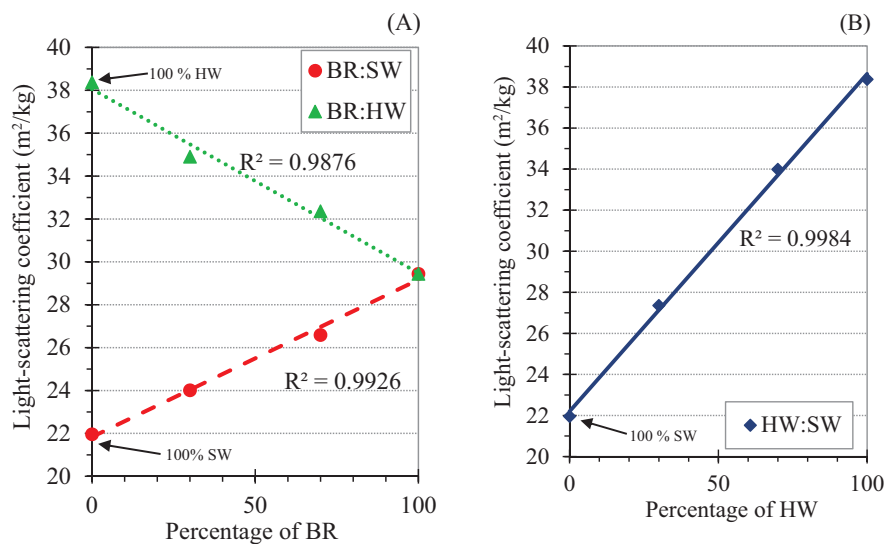 (A)
Light-scattering coefficient (m²/kg)
40
38
36
34
32
30
28
26
24
22
20
100 % HW
BR:SW
BR:HW
R² = 0.9876
R² = 0.9926
100% SW
0
50
100
Percentage of BR
(B)
Light-scattering coefficient (m²/kg)
40
38
36
34
32
30
28
26
24
22
20
R² = 0.9984
100 % SW
HW:SW
0
50
100
Percentage of HW